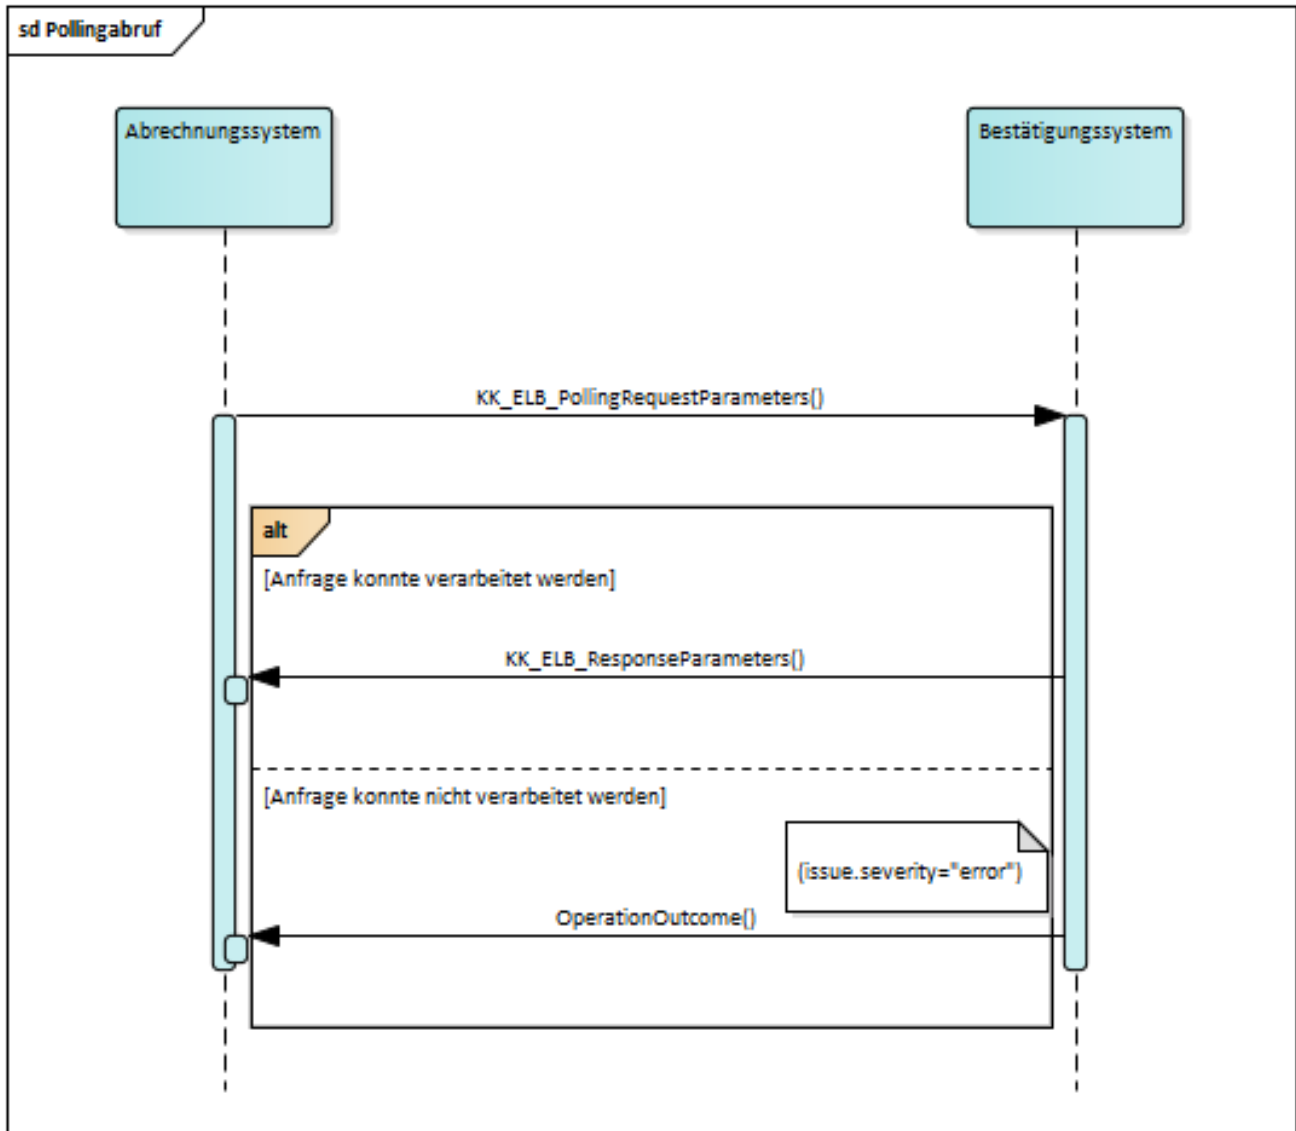 sd Pollingabruf
Abrechnungssystem
Bestätigungssystem
KK_ELB_PollingRequestParameters()
alt
[Anfrage konnte verarbeitet werden]
KK_ELB_ResponseParameters()
[Anfrage konnte nicht verarbeitet werden]
(issue.severity="error")
OperationOutcome()